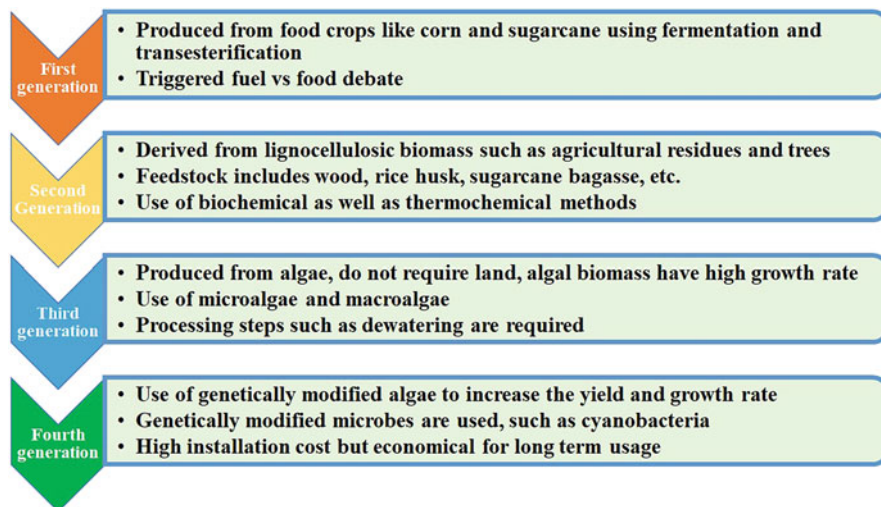 First
generation
• Produced from food crops like corn and sugarcane using fermentation and
transesterification
• Triggered fuel vs food debate
Second
Generation
• Derived from lignocellulosic biomass such as agricultural residues and trees
• Feedstock includes wood, rice husk, sugarcane bagasse, etc.
• Use of biochemical as well as thermochemical methods
Third
generation
• Produced from algae, do not require land, algal biomass have high growth rate
• Use of microalgae and macroalgae
• Processing steps such as dewatering are required
Fourth
generation
• Use of genetically modified algae to increase the yield and growth rate
• Genetically modified microbes are used, such as cyanobacteria
• High installation cost but economical for long term usage